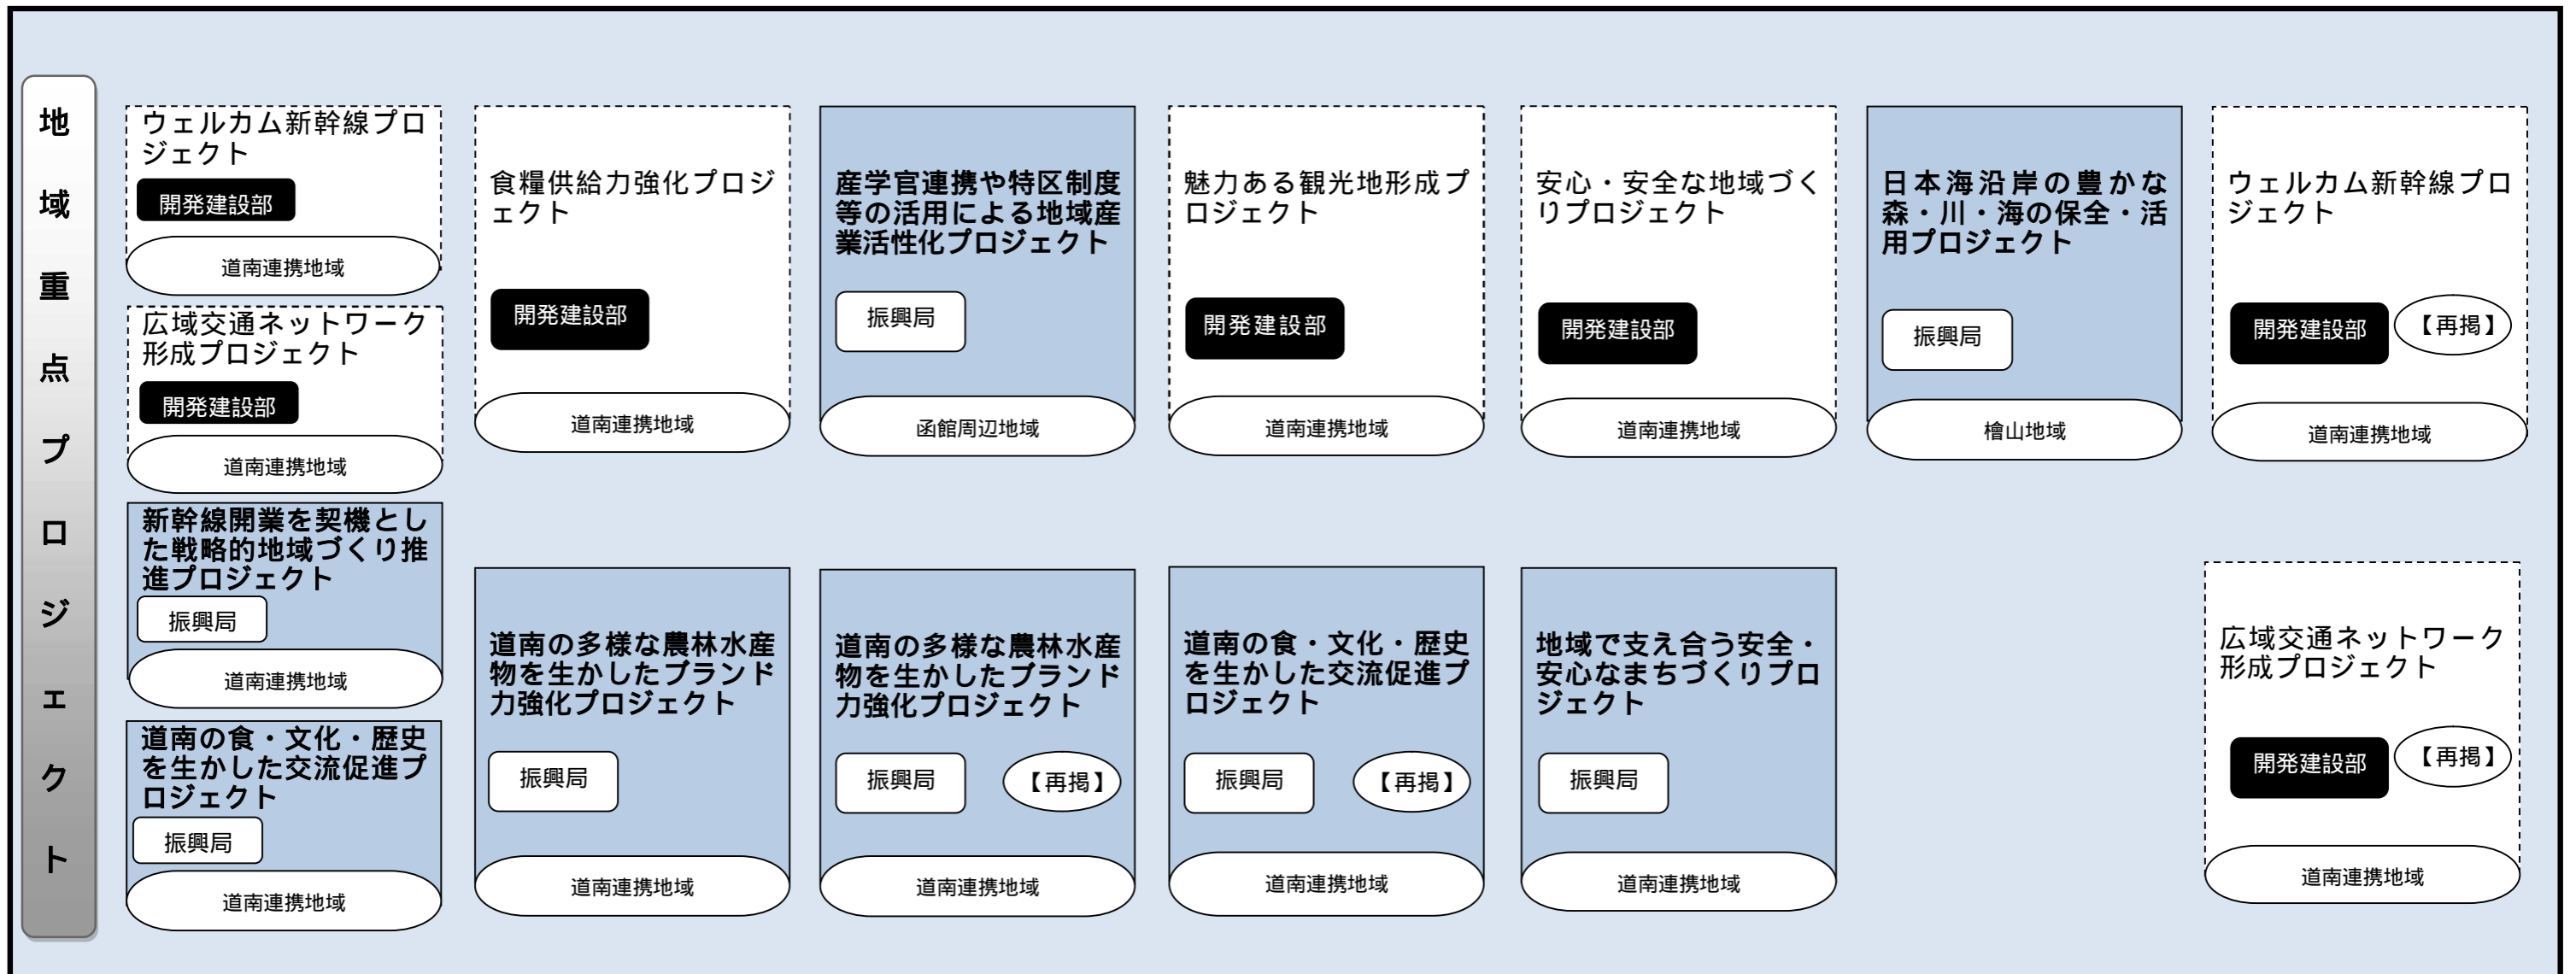 地域重点プロジェクト
ウェルカム新幹線プロ
ジェクト
開発建設部
道南連携地域
広域交通ネットワーク
形成プロジェクト
開発建設部
道南連携地域
新幹線開業を契機とし
た戦略的地域づくり推
進プロジェクト
振興局
道南連携地域
道南の食・文化・歴史
を生かした交流促進プ
ロジェクト
振興局
道南連携地域
食糧供給力強化プロジ
ェクト
開発建設部
道南連携地域
道南の多様な農林水産
物を生かしたブランド
力強化プロジェクト
振興局
道南連携地域
産学官連携や特区制度
等の活用による地域産
業活性化プロジェクト
振興局
函館周辺地域
道南の多様な農林水産
物を生かしたブランド
力強化プロジェクト
振興局
【再掲】
道南連携地域
魅力ある観光地形成プ
ロジェクト
開発建設部
道南連携地域
道南の食・文化・歴史
を生かした交流促進プ
ロジェクト
振興局
【再掲】
道南連携地域
安心・安全な地域づく
りプロジェクト
開発建設部
道南連携地域
地域で支え合う安全・
安心なまちづくりプロ
ジェクト
振興局
道南連携地域
日本海沿岸の豊かな
森・川・海の保全・活
用プロジェクト
振興局
檜山地域
ウェルカム新幹線プロ
ジェクト
開発建設部
【再掲】
道南連携地域
広域交通ネットワーク
形成プロジェクト
開発建設部
【再掲】
道南連携地域